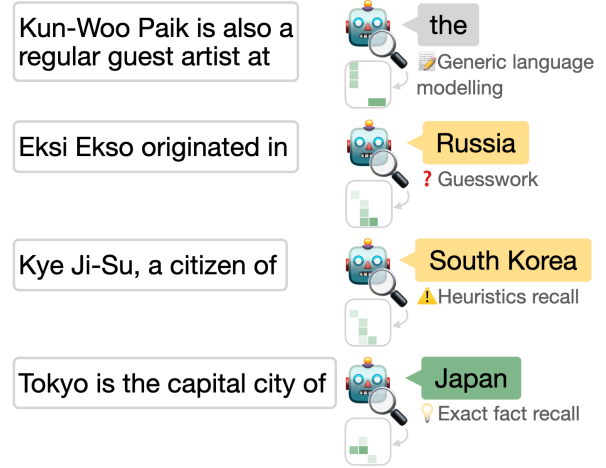 Kun-Woo Paik is also a
regular guest artist at
the
Generic language
modelling
Eksi Ekso originated in
Russia
Guesswork
Kye Ji-Su, a citizen of
South Korea
Heuristics recall
Tokyo is the capital city of
Japan
Exact fact recall